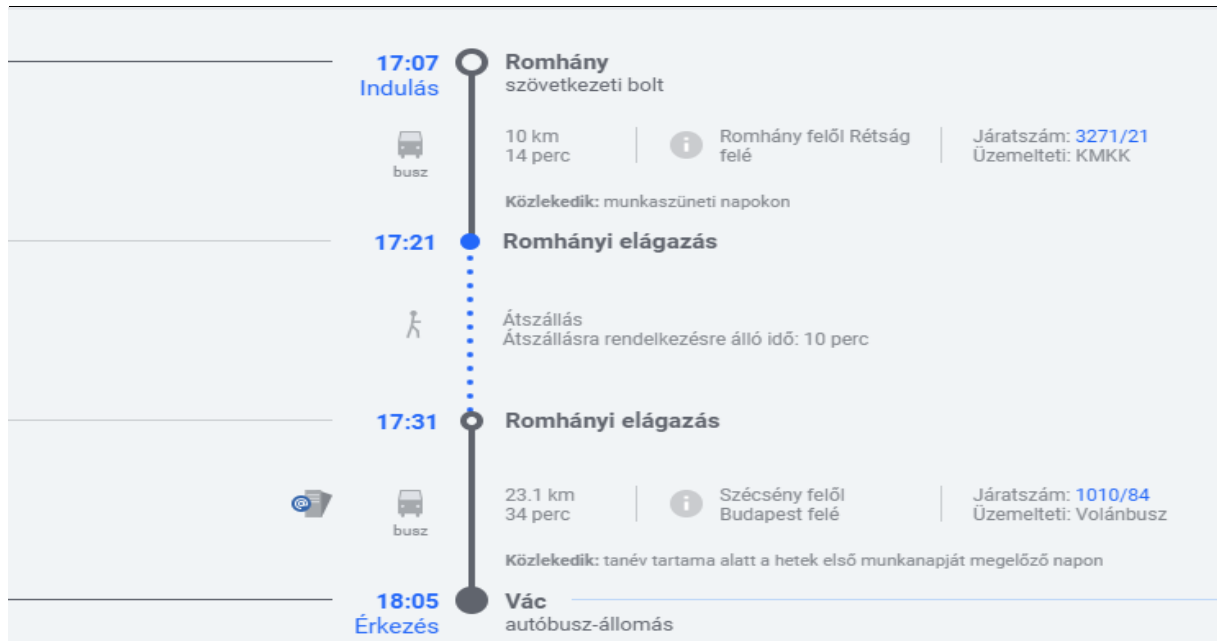 17:07
Indulás
Romhány
szövetkezeti bolt
busz
10 km
14 perc
i
Romhány felől Rétság
felé
Járatszám: 3271/21
Üzemelteti: KMKK
Közlekedik: munkaszüneti napokon
17:21
Romhányi elágazás
Átszállás
Átszállásra rendelkezésre álló idő: 10 perc
17:31
Romhányi elágazás
@
busz
23.1 km
34 perc
i
Szécsény felől
Budapest felé
Járatszám: 1010/84
Üzemelteti: Volánbusz
Közlekedik: tanév tartama alatt a hetek első munkanapját megelőző napon
18:05
Érkezés
Vác
autóbusz-állomás